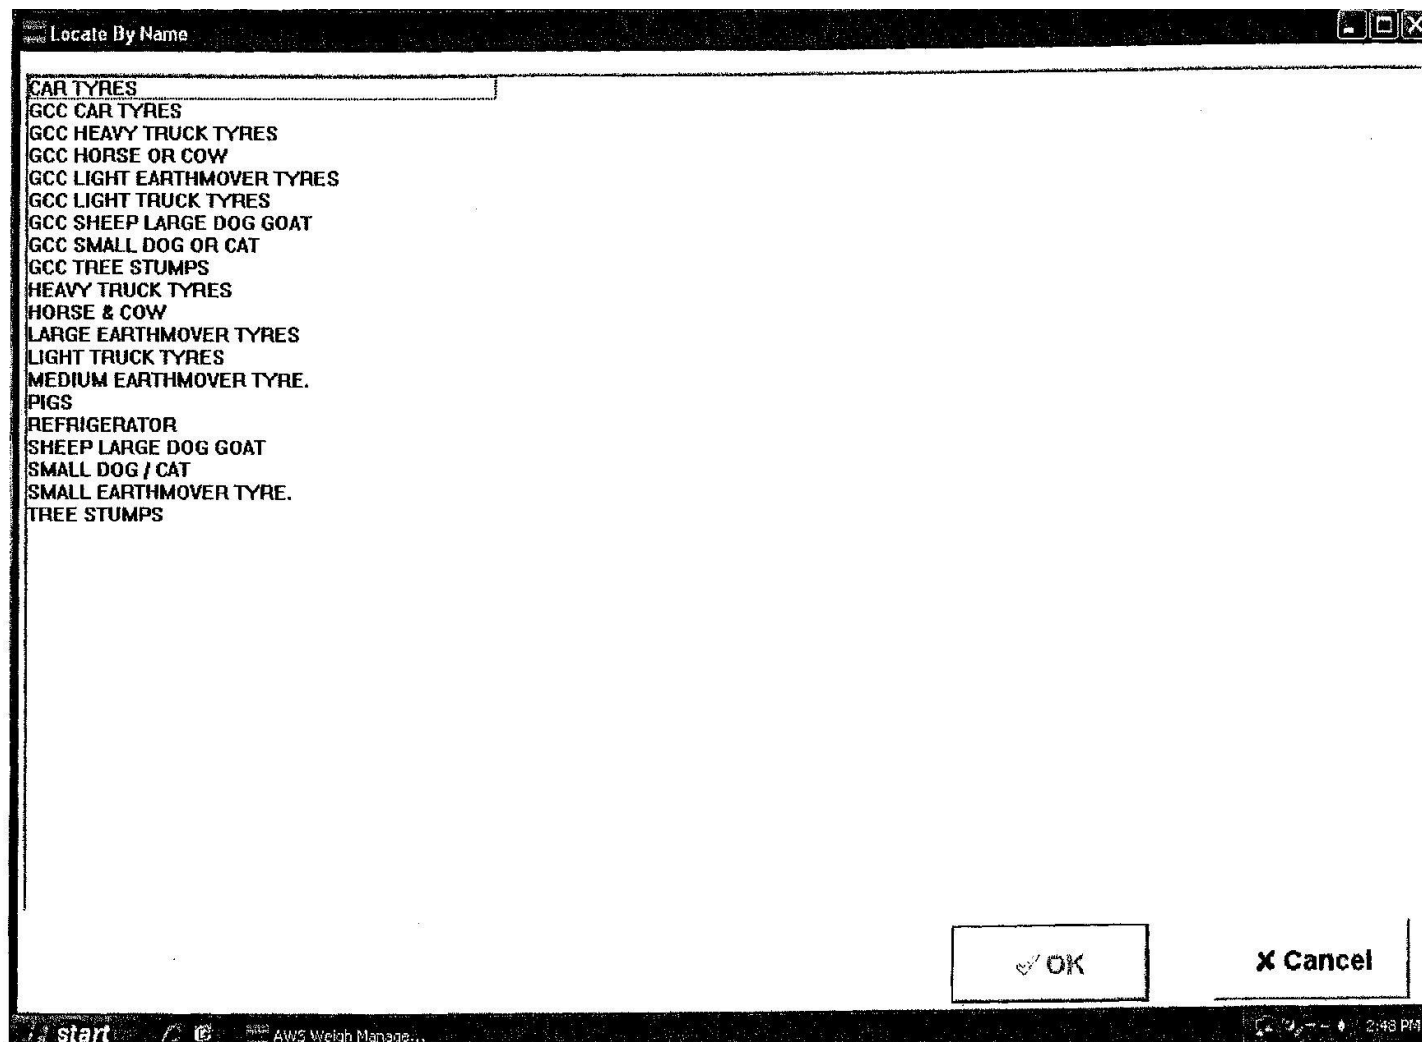 Locate By Name
CAR TYRES
GCC CAR TYRES
GCC HEAVY TRUCK TYRES
GCC HORSE OR COW
GCC LIGHT EARTHMOVER TYRES
GCC LIGHT TRUCK TYRES
GCC SHEEP LARGE DOG GOAT
GCC SMALL DOG OR CAT
GCC TREE STUMPS
HEAVY TRUCK TYRES
HORSE & COW
LARGE EARTHMOVER TYRES
LIGHT TRUCK TYRES
MEDIUM EARTHMOVER TYRE.
PIGS
REFRIGERATOR
SHEEP LARGE DOG GOAT
SMALL DOG / CAT
SMALL EARTHMOVER TYRE.
TREE STUMPS
OK
Cancel
start
AWS Weigh Manage...
2:48 PM